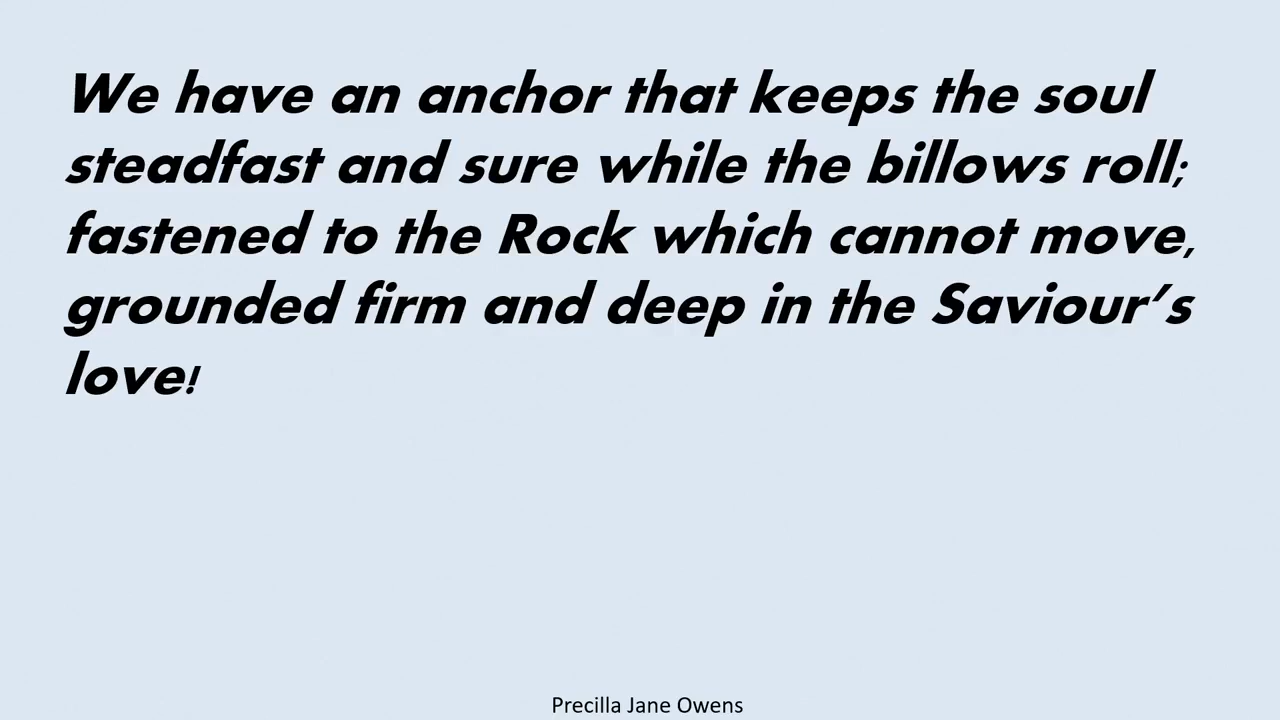 We have an anchor that keeps the soul
steadfast and sure while the billows roll;
fastened to the Rock which cannot move,
grounded firm and deep in the Saviour’s
love!
Precilla Jane Owens